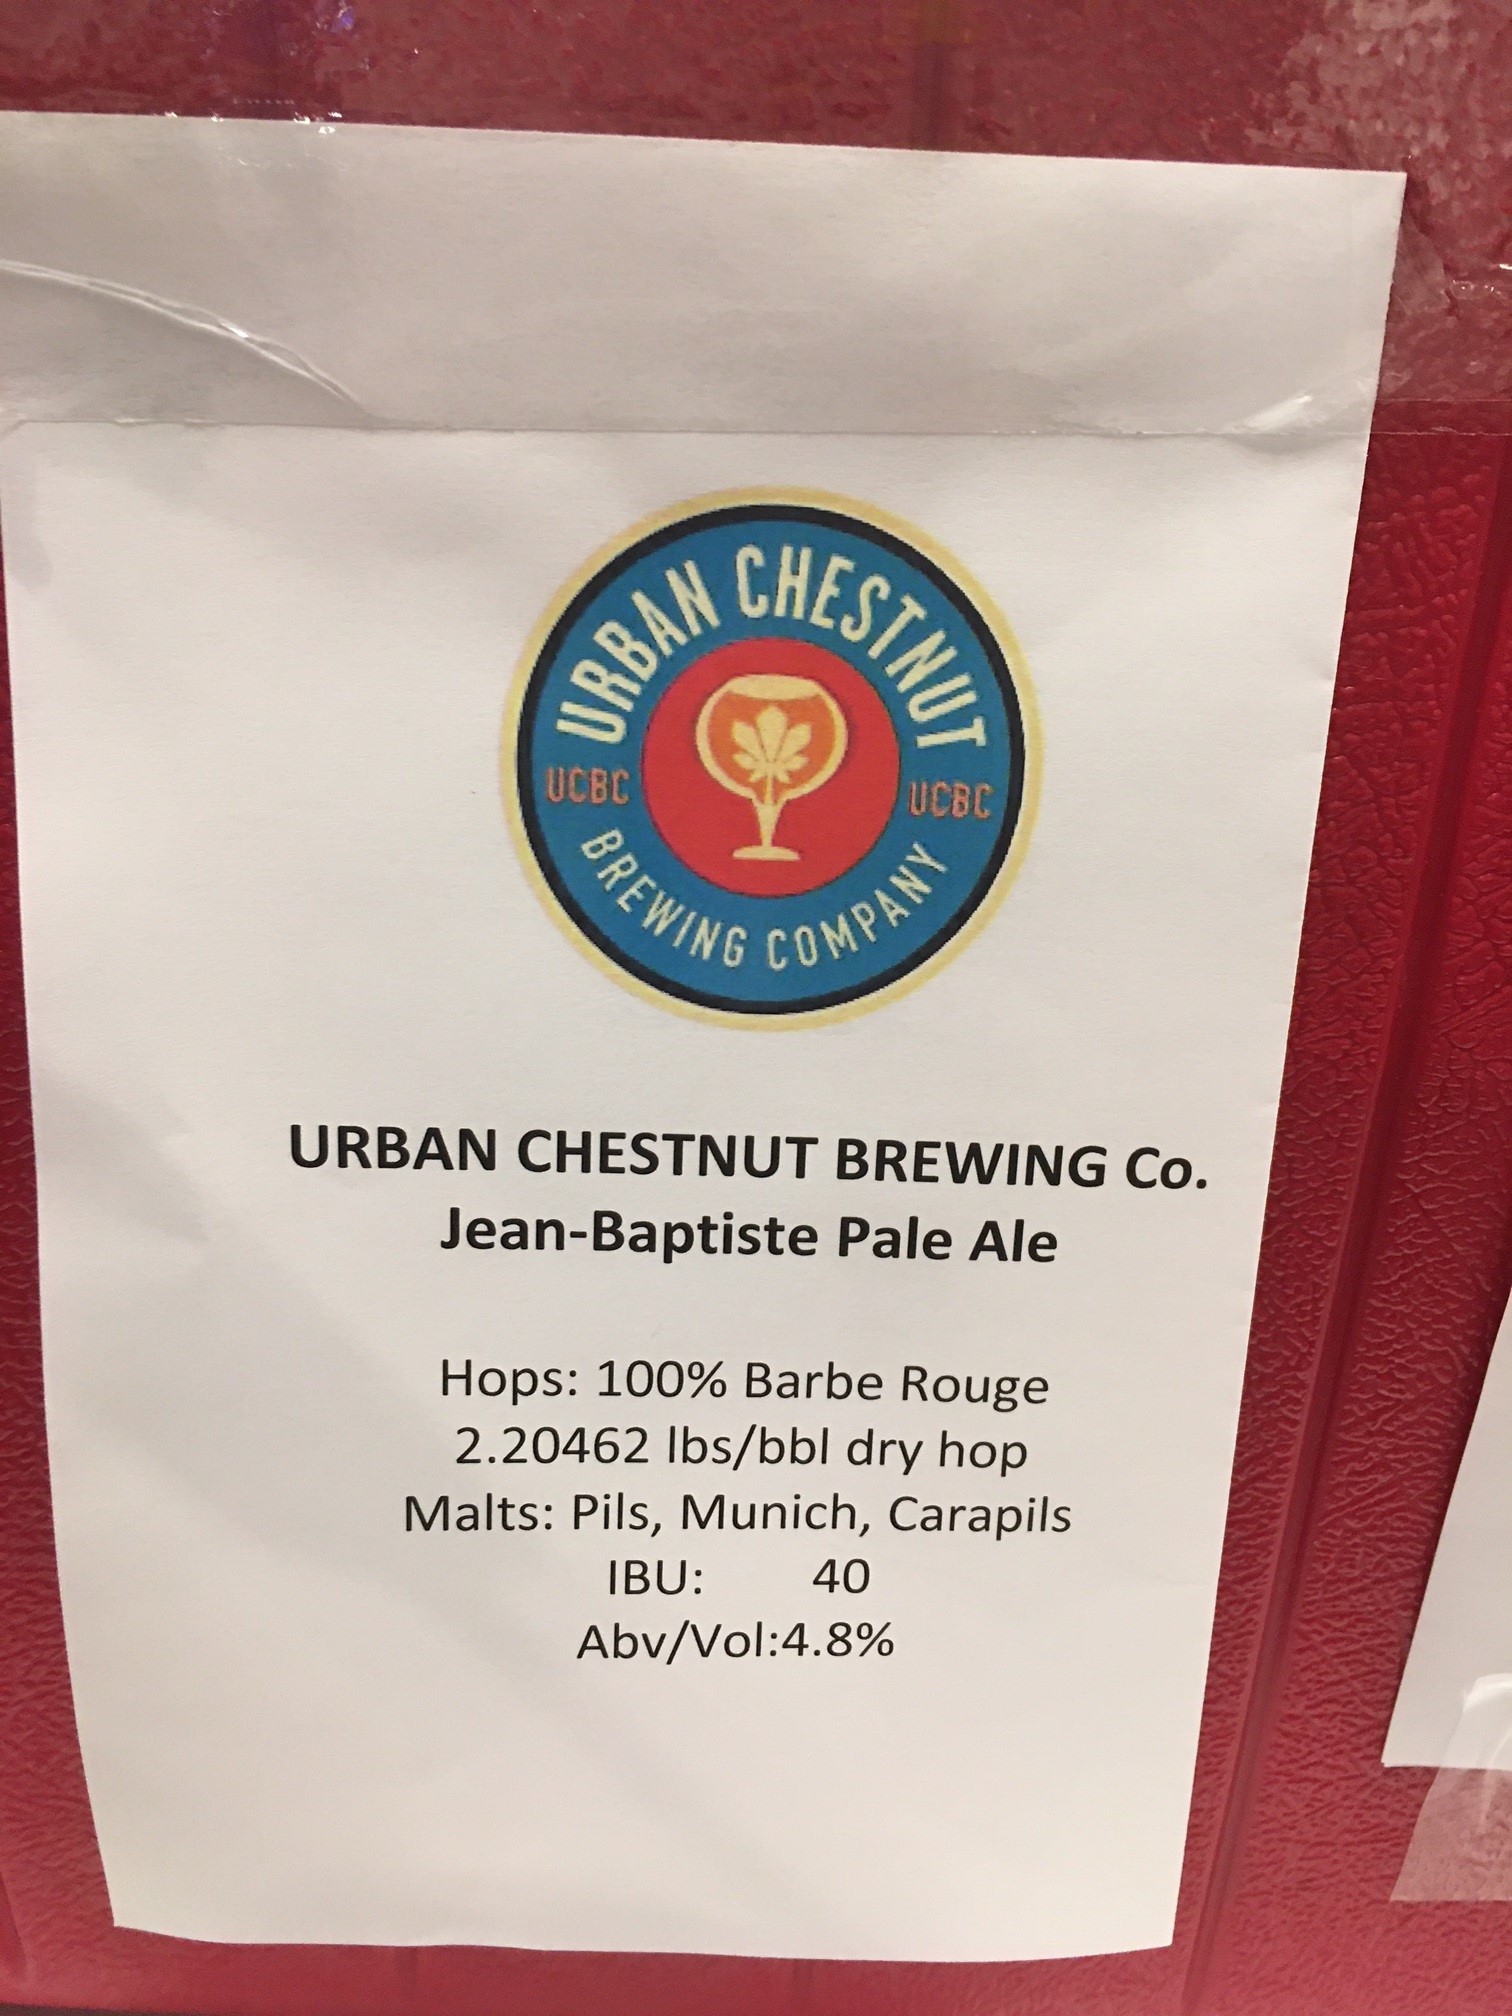 URBAN CHESTNUT
UCBC UCBC
BREWING COMPANY
URBAN CHESTNUT BREWING Co.
Jean-Baptiste Pale Ale
Hops: 100% Barbe Rouge
2.20462 lbs/bbl dry hop
Malts: Pils, Munich, Carapils
IBU: 40
Abv/Vol:4.8%